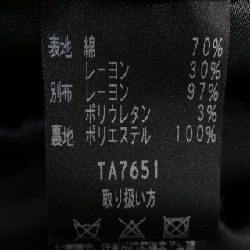 表地 綿 70%
レーヨン 30%
別布 レーヨン 97%
ポリウレタン 3%
裏地 ポリエステル 100%
TA7651
取り扱い方